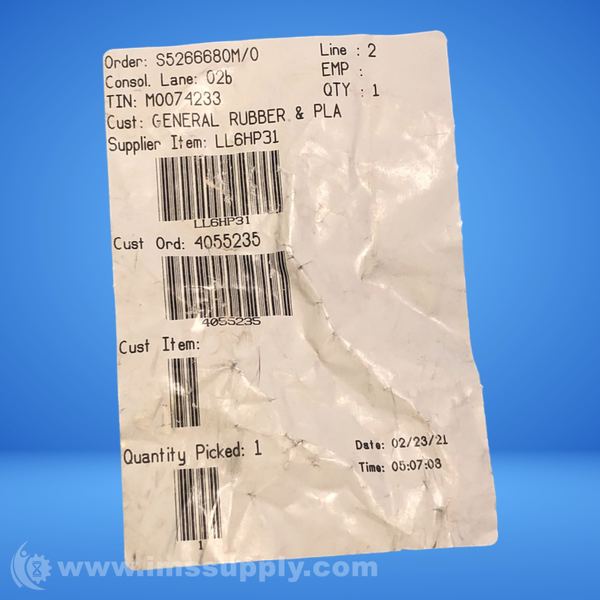 Order: S5266680M/0
Line : 2
Consol. Lane: 02b
EMP :
TIN: M0074233
QTY : 1
Cust: GENERAL RUBBER & PLA
Supplier Item: LL6HP31
LL6HP31
Cust Ord: 4055235
4055235
Cust Item:
Quantity Picked: 1
Date: 02/23/21
Time: 05:07:08
1
www.imssupply.com